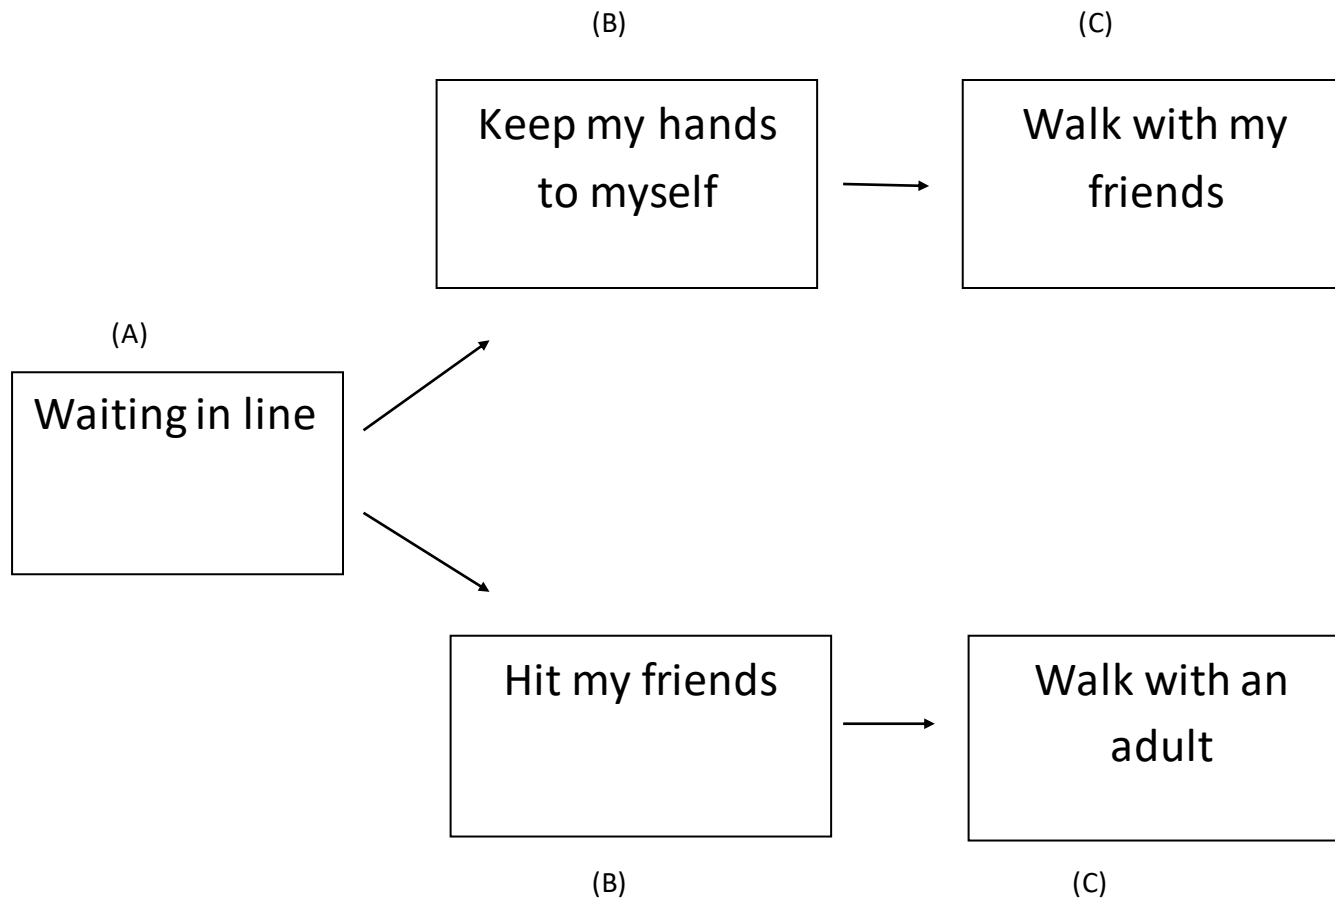 (B)
(C)
Keep my hands
to myself
Walk with my
friends
(A)
Waiting in line
Hit my friends
Walk with an
adult
(B)
(C)